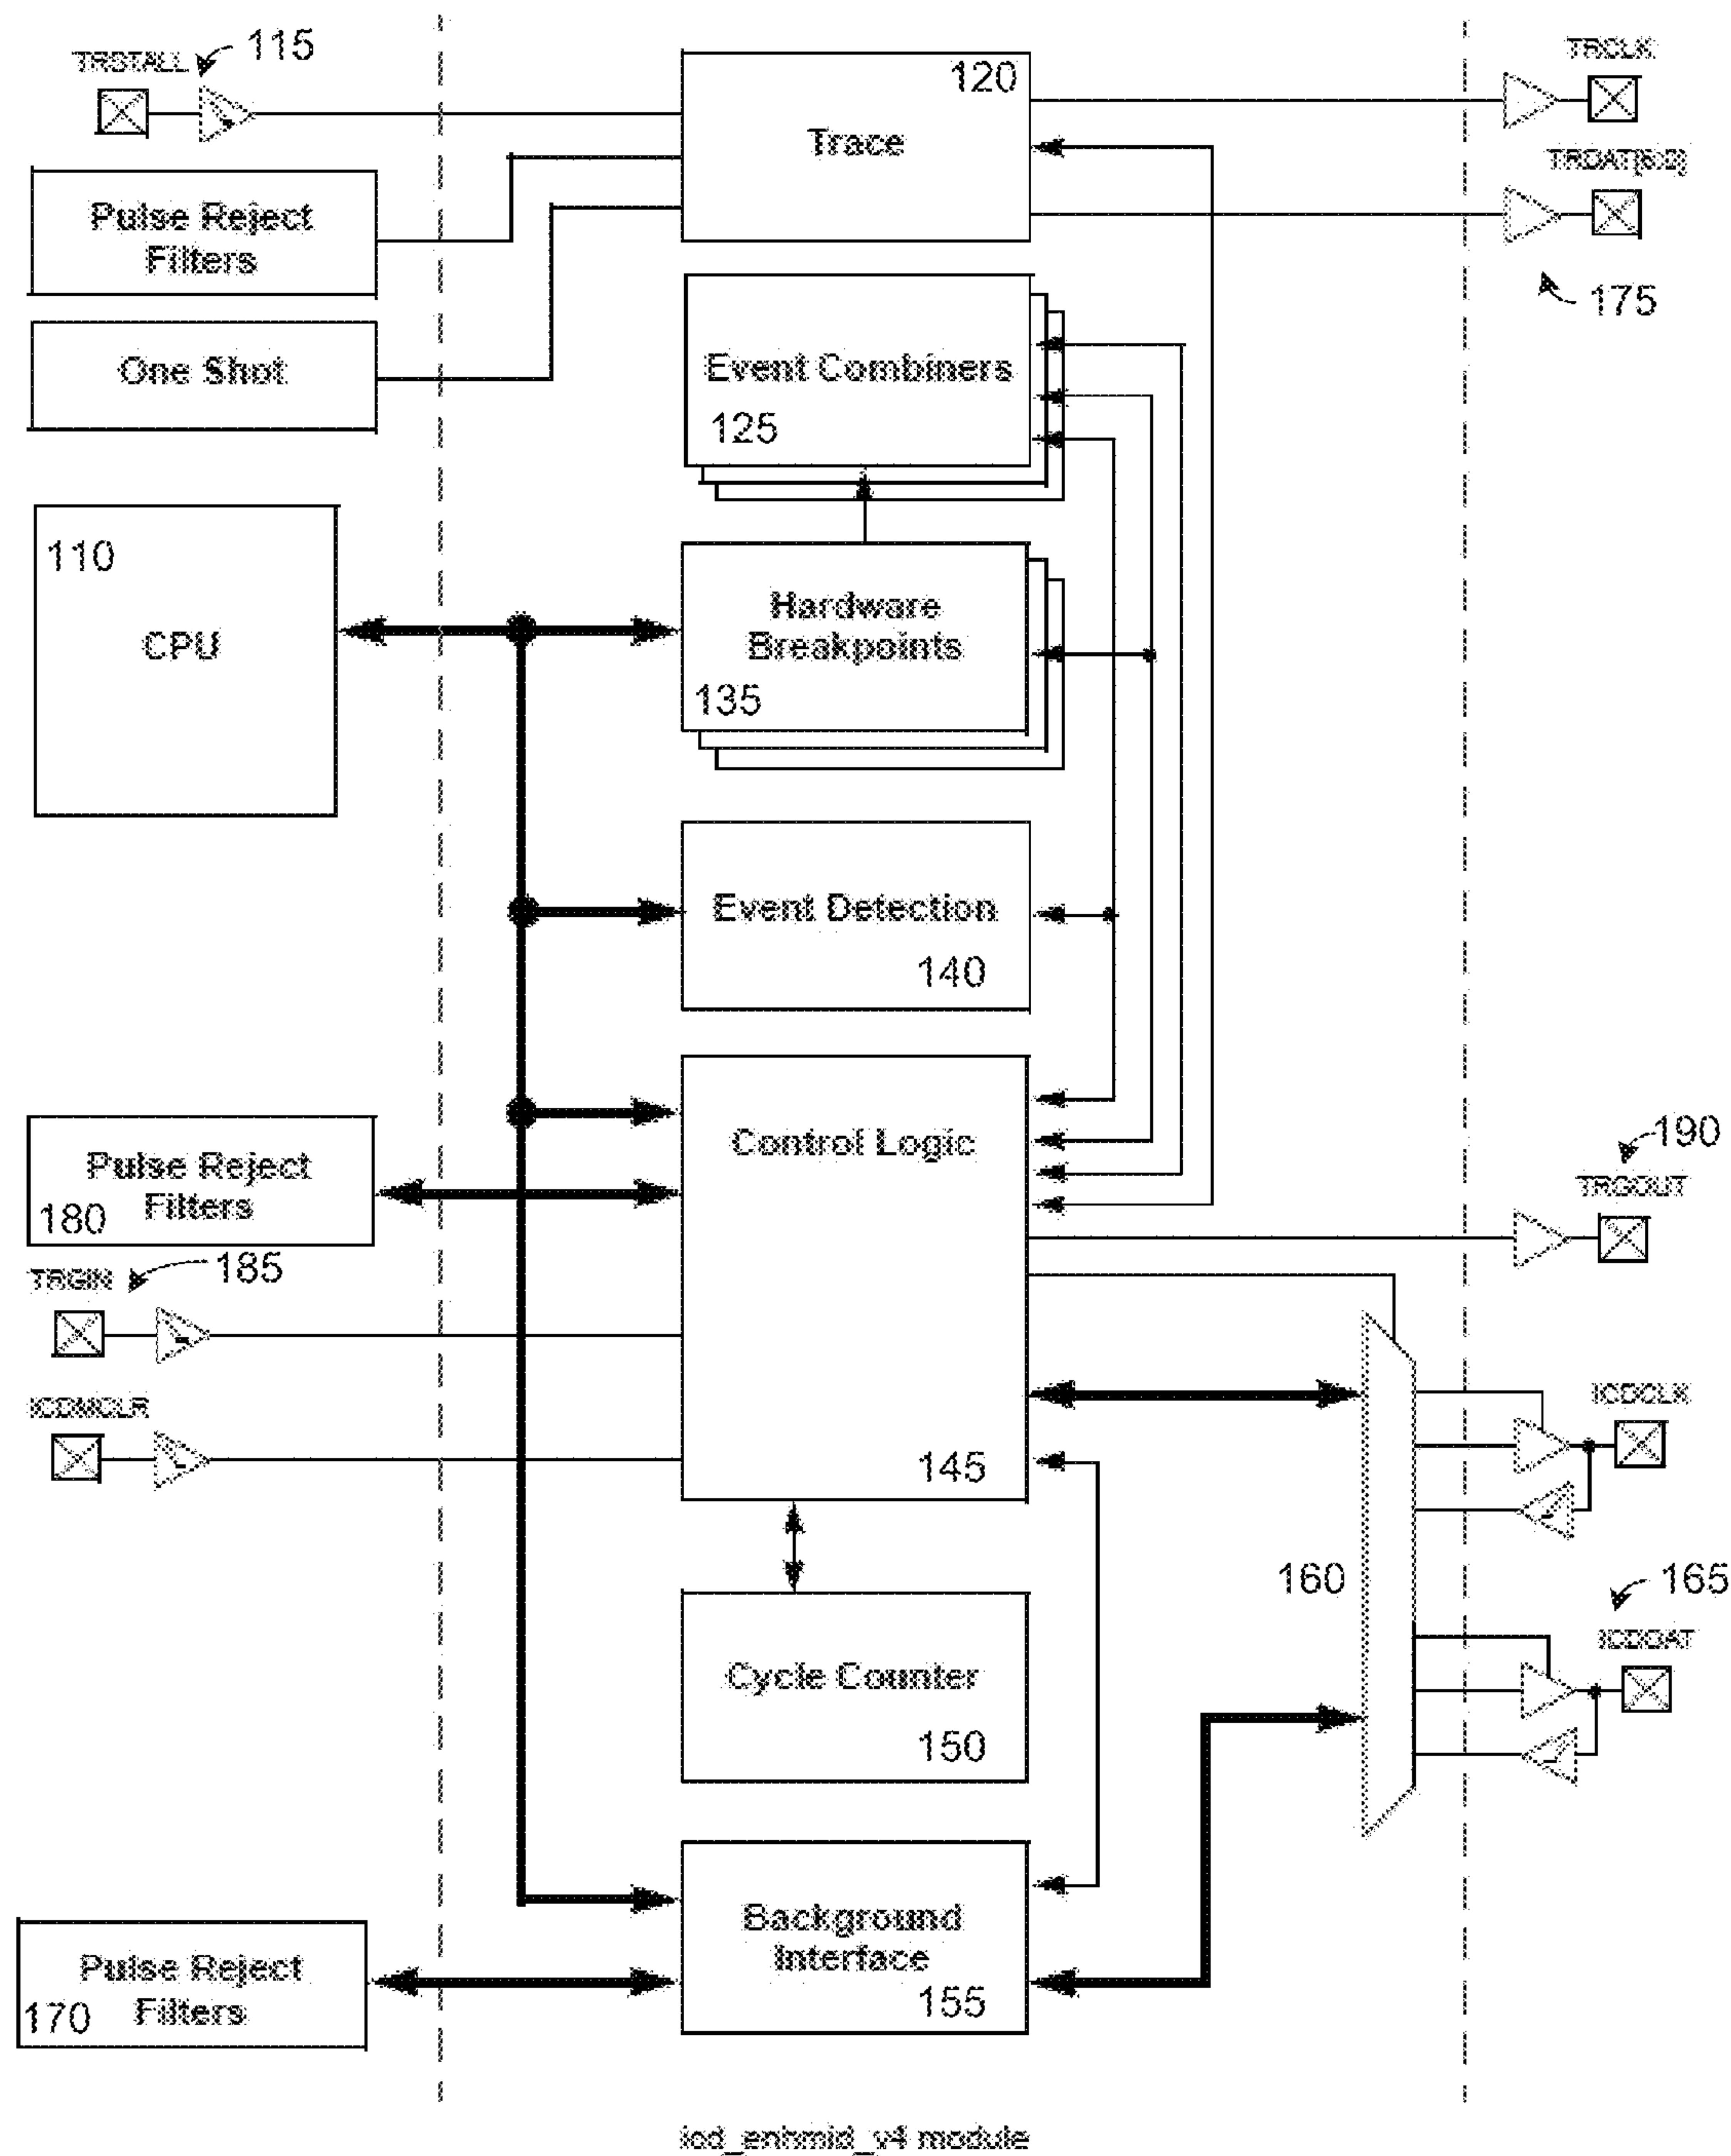 TRSTALL
115
120
Trace
TRCLK
TRDAT[6:0]
175
Pulse Reject
Filters
One Shot
Event Combiners
125
110
CPU
Hardware
Breakpoints
135
Event Detection
140
Control Logic
145
Pulse Reject
Filters
180
190
TRGOUT
TRGIN
185
ICDMCLR
ICDCLK
160
165
ICDDAT
Cycle Counter
150
Background
Interface
155
Pulse Reject
Filters
170
icd_enhmid_v4 module